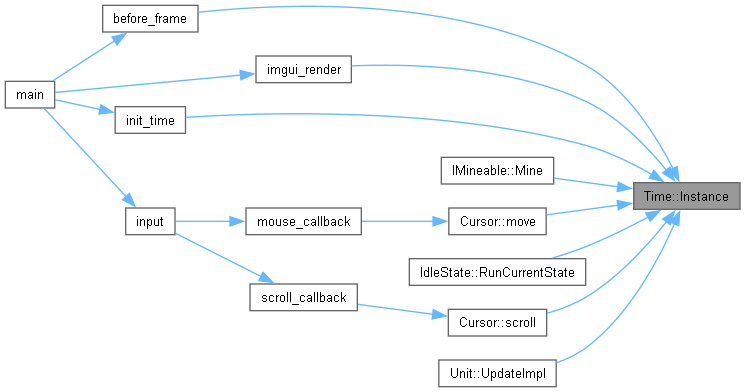 before_frame
imgui_render
main
init_time
IMineable::Mine
Time::Instance
input
mouse_callback
Cursor::move
IdleState::RunCurrentState
scroll_callback
Cursor::scroll
Unit::UpdateImpl